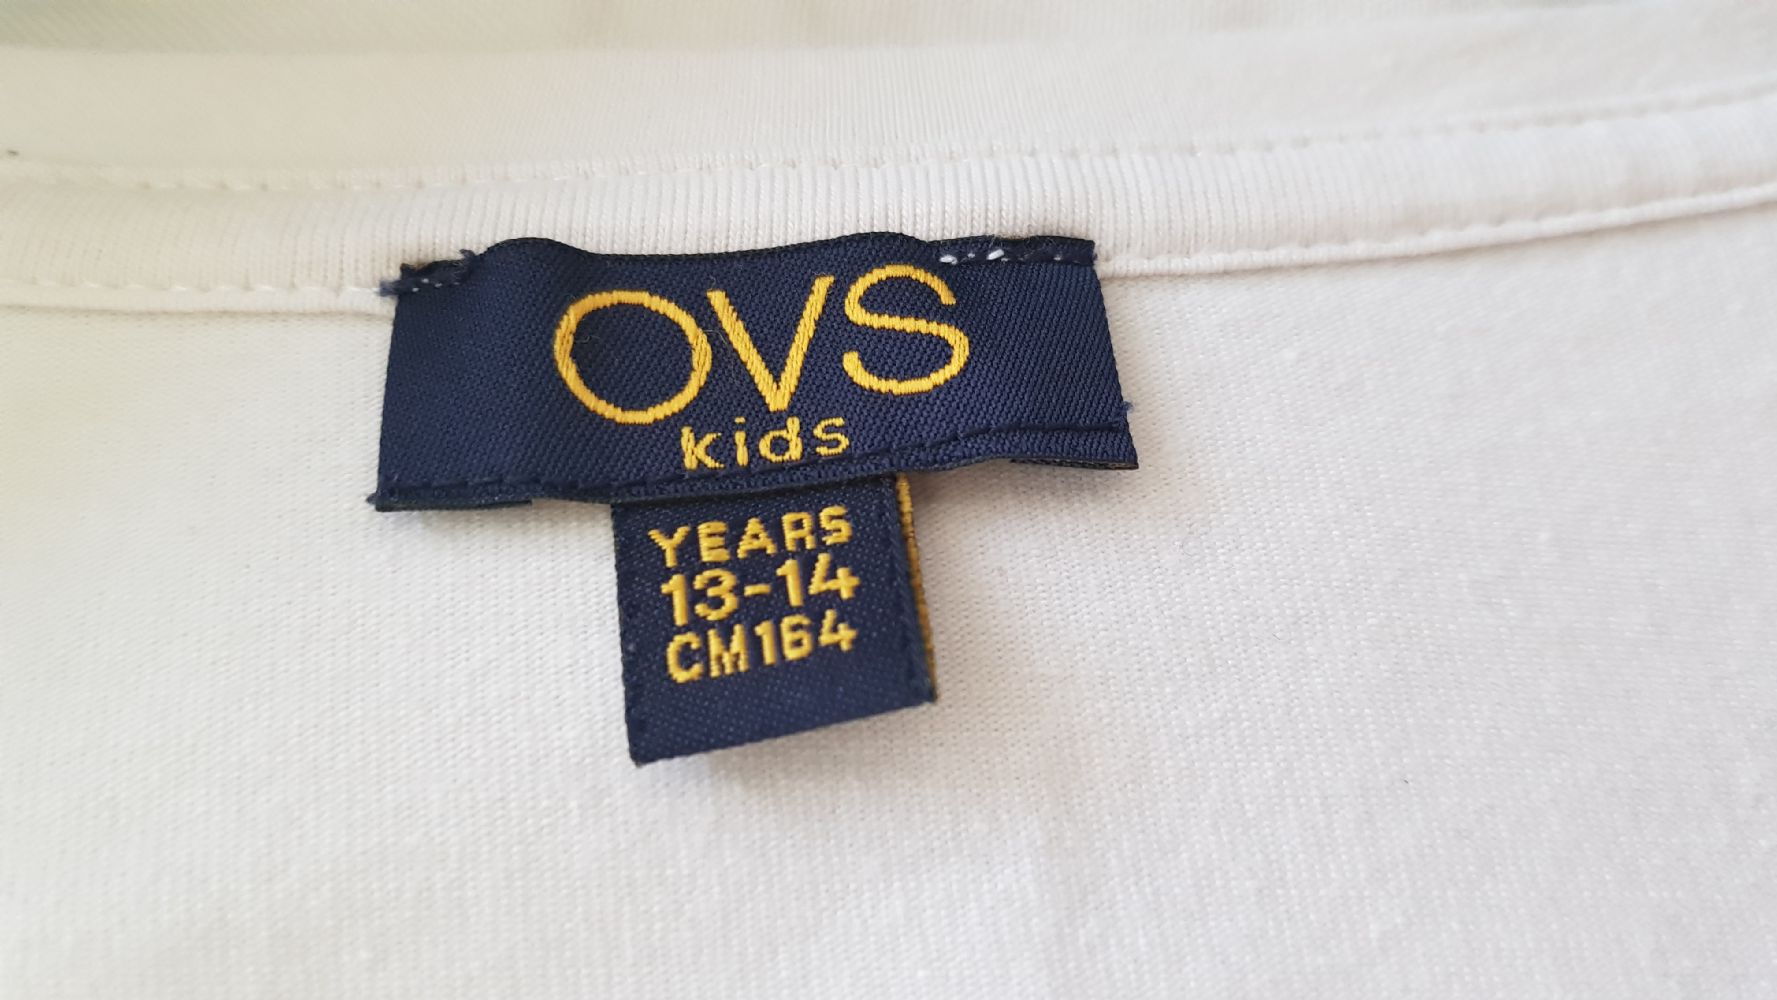 OVS
kids
YEARS
13-14
CM164